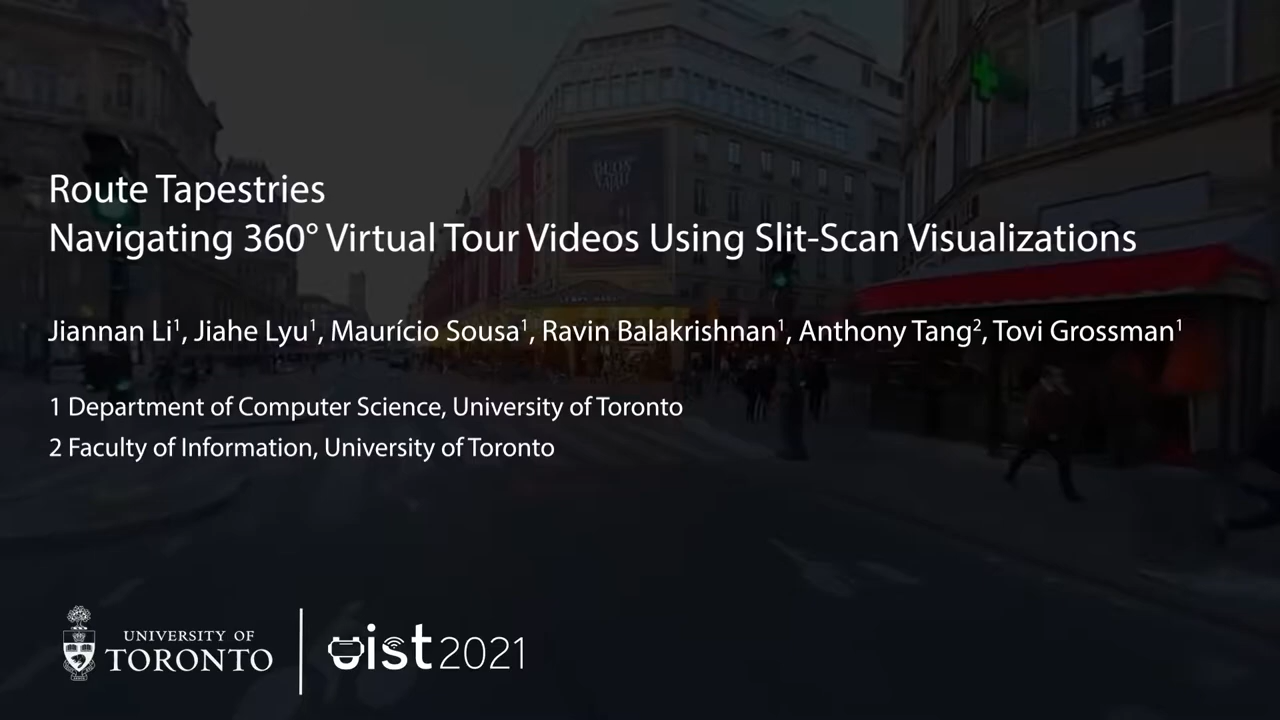 Route Tapestries
Navigating 360° Virtual Tour Videos Using Slit-Scan Visualizations
Jiannan Li¹, Jiahe Lyu¹, Maurício Sousa¹, Ravin Balakrishnan¹, Anthony Tang², Tovi Grossman¹
1 Department of Computer Science, University of Toronto
2 Faculty of Information, University of Toronto
UNIVERSITY OF
TORONTO
uist 2021